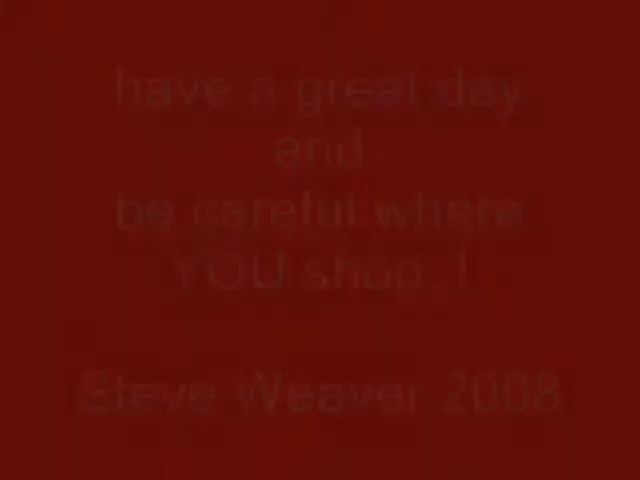 have a great day
and
be careful where
YOU shop..!
Steve Weaver 2008